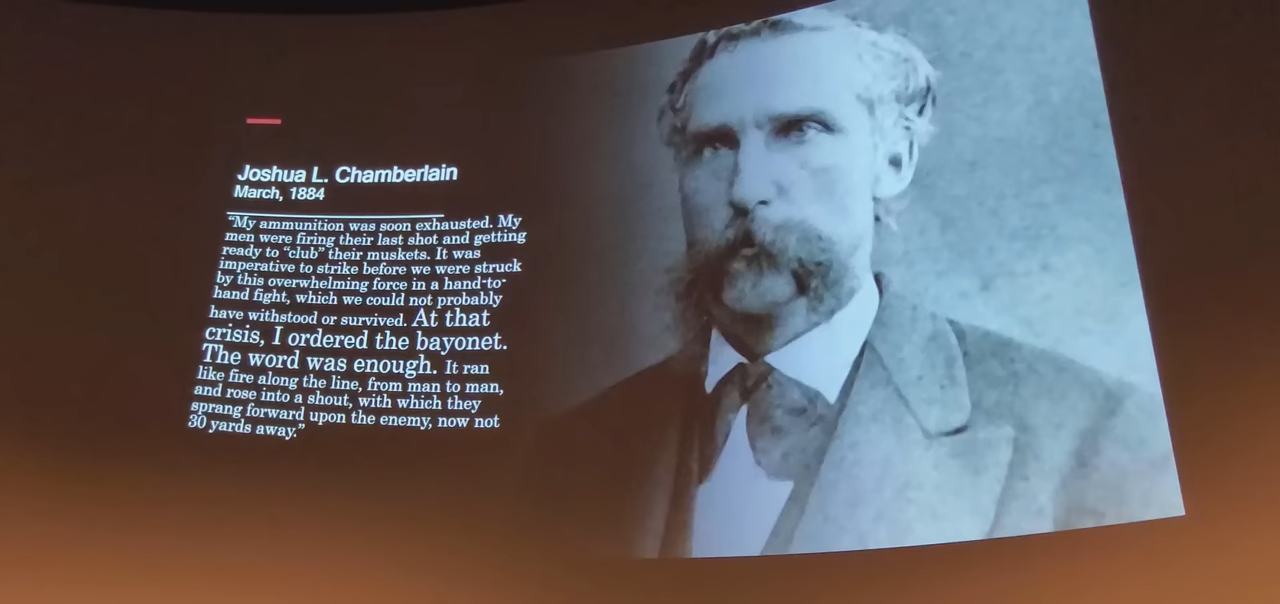 Joshua L. Chamberlain
March, 1884
“My ammunition was soon exhausted. My
men were firing their last shot and getting
ready to “club” their muskets. It was
imperative to strike before we were struck
by this overwhelming force in a hand-to-
hand fight, which we could not probably
have withstood or survived. At that
crisis, I ordered the bayonet.
The word was enough. It ran
like fire along the line, from man to man,
and rose into a shout, with which they
sprang forward upon the enemy, now not
30 yards away.”